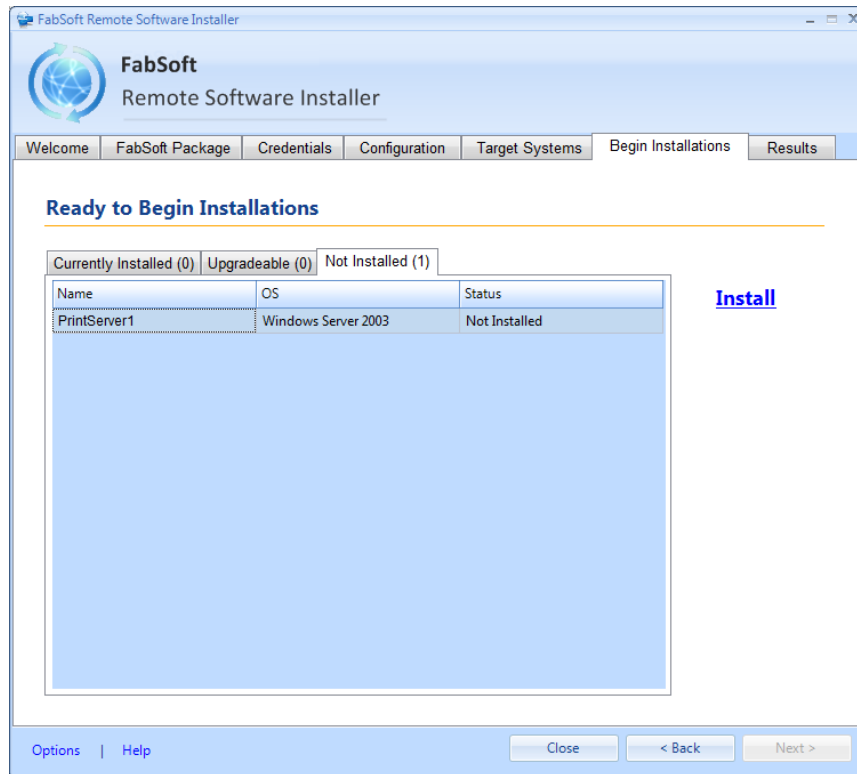 FabSoft Remote Software Installer
FabSoft
Remote Software Installer
Welcome FabSoft Package Credentials Configuration Target Systems Begin Installations Results
Ready to Begin Installations
Currently Installed (0) Upgradeable (0) Not Installed (1)
Name OS Status
Install
PrintServer1 Windows Server 2003 Not Installed
Options | Help Close < Back Next >